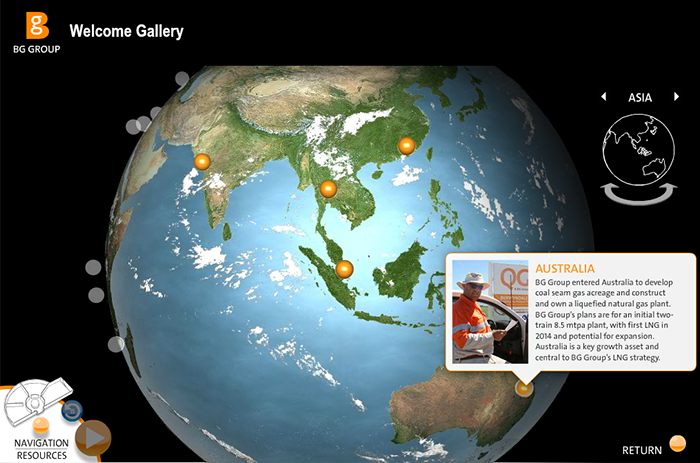 BG GROUP
Welcome Gallery
ASIA
QG
AUSTRALIA
BG Group entered Australia to develop
coal seam gas acreage and construct
and own a liquefied natural gas plant.
BG Group's plans are for an initial two-
train 8.5 mtpa plant, with first LNG in
2014 and potential for expansion.
Australia is a key growth asset and
central to BG Group's LNG strategy.
NAVIGATION
RESOURCES
RETURN